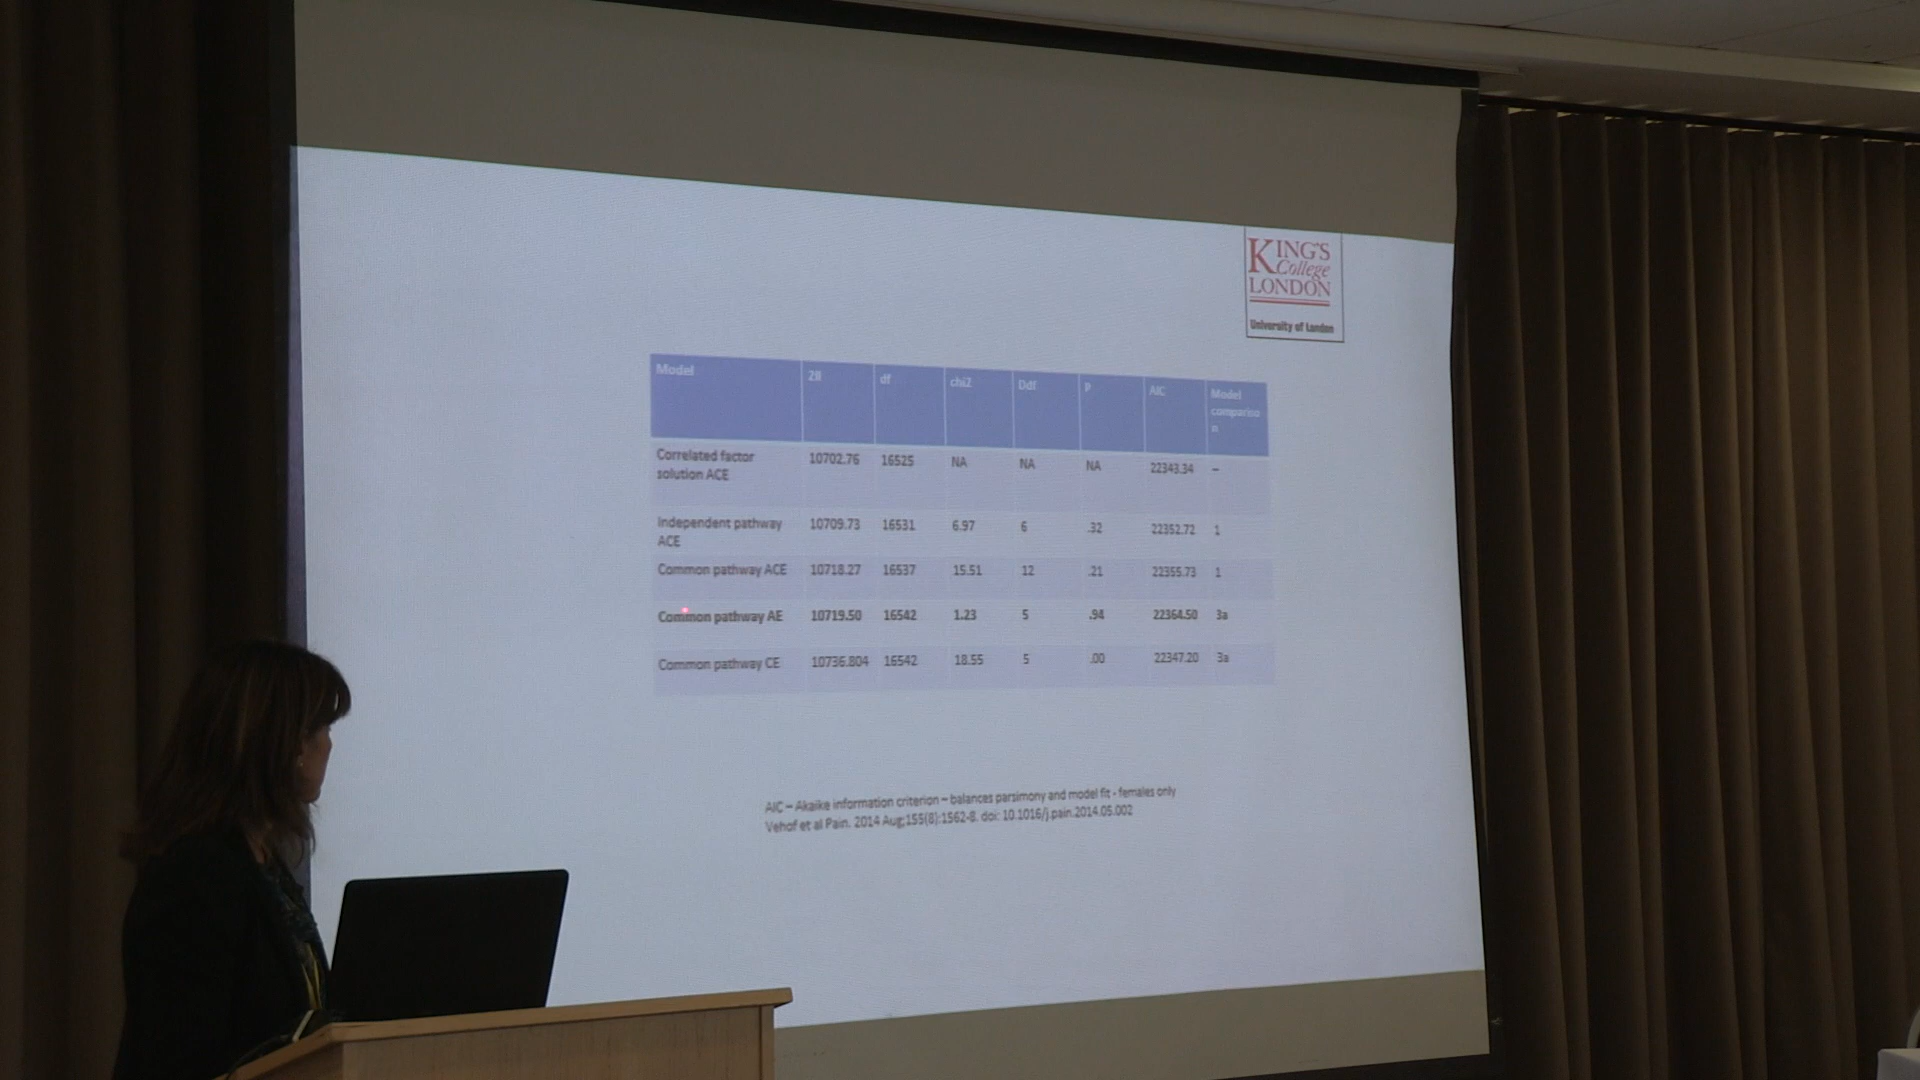 KING'S
College
LONDON
University of London
Model 2ll df chi2 Ddf P AIC Model
compariso
n
Correlated factor 10702.76 16525 NA NA NA 22343.34 –
solution ACE
Independent pathway 10709.73 16531 6.97 6 .32 22352.72 1
ACE
Common pathway ACE 10718.27 16537 15.51 12 .21 22355.73 1
Common pathway AE 10719.50 16542 1.23 5 .94 22364.50 3a
Common pathway CE 10736.804 16542 18.55 5 .00 22347.20 3a
AIC – Akaike information criterion – balances parsimony and model fit - females only
Vehof et al Pain. 2014 Aug;155(8):1562-8. doi: 10.1016/j.pain.2014.05.002